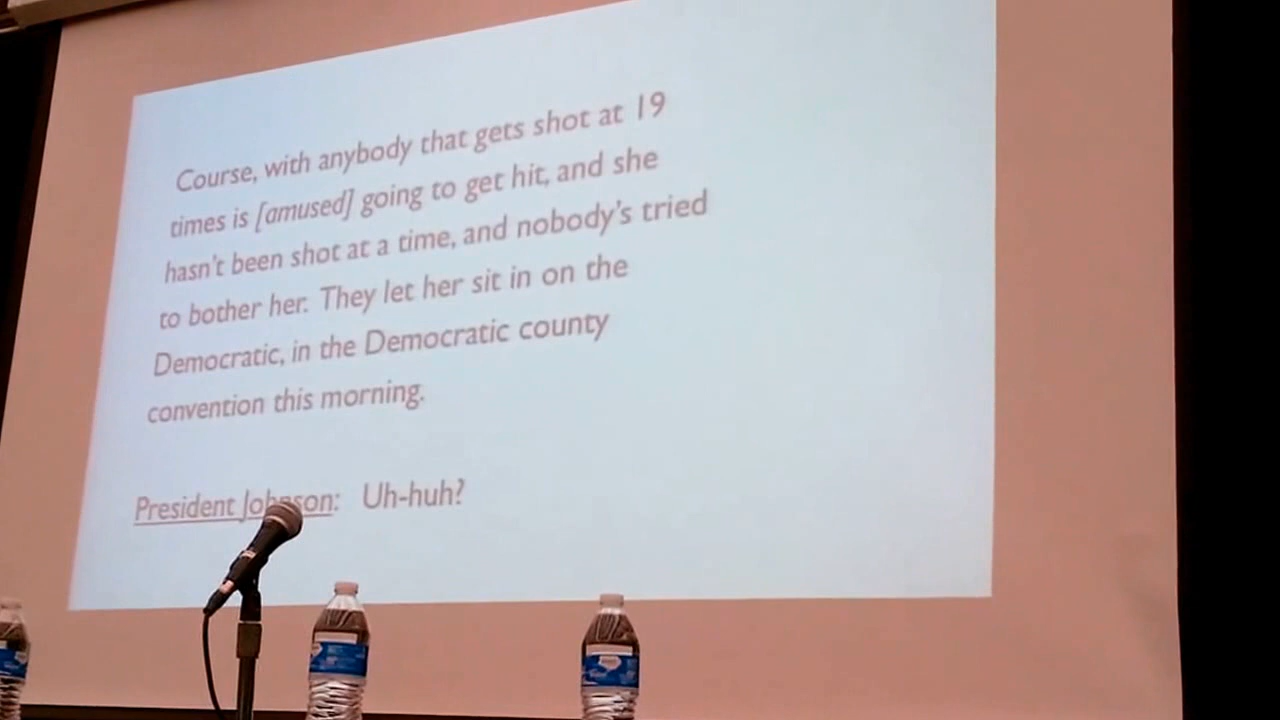 Course, with anybody that gets shot at 19
times is [amused] going to get hit, and she
hasn't been shot at a time, and nobody's tried
to bother her. They let her sit in on the
Democratic, in the Democratic county
convention this morning.
President Johnson: Uh-huh?